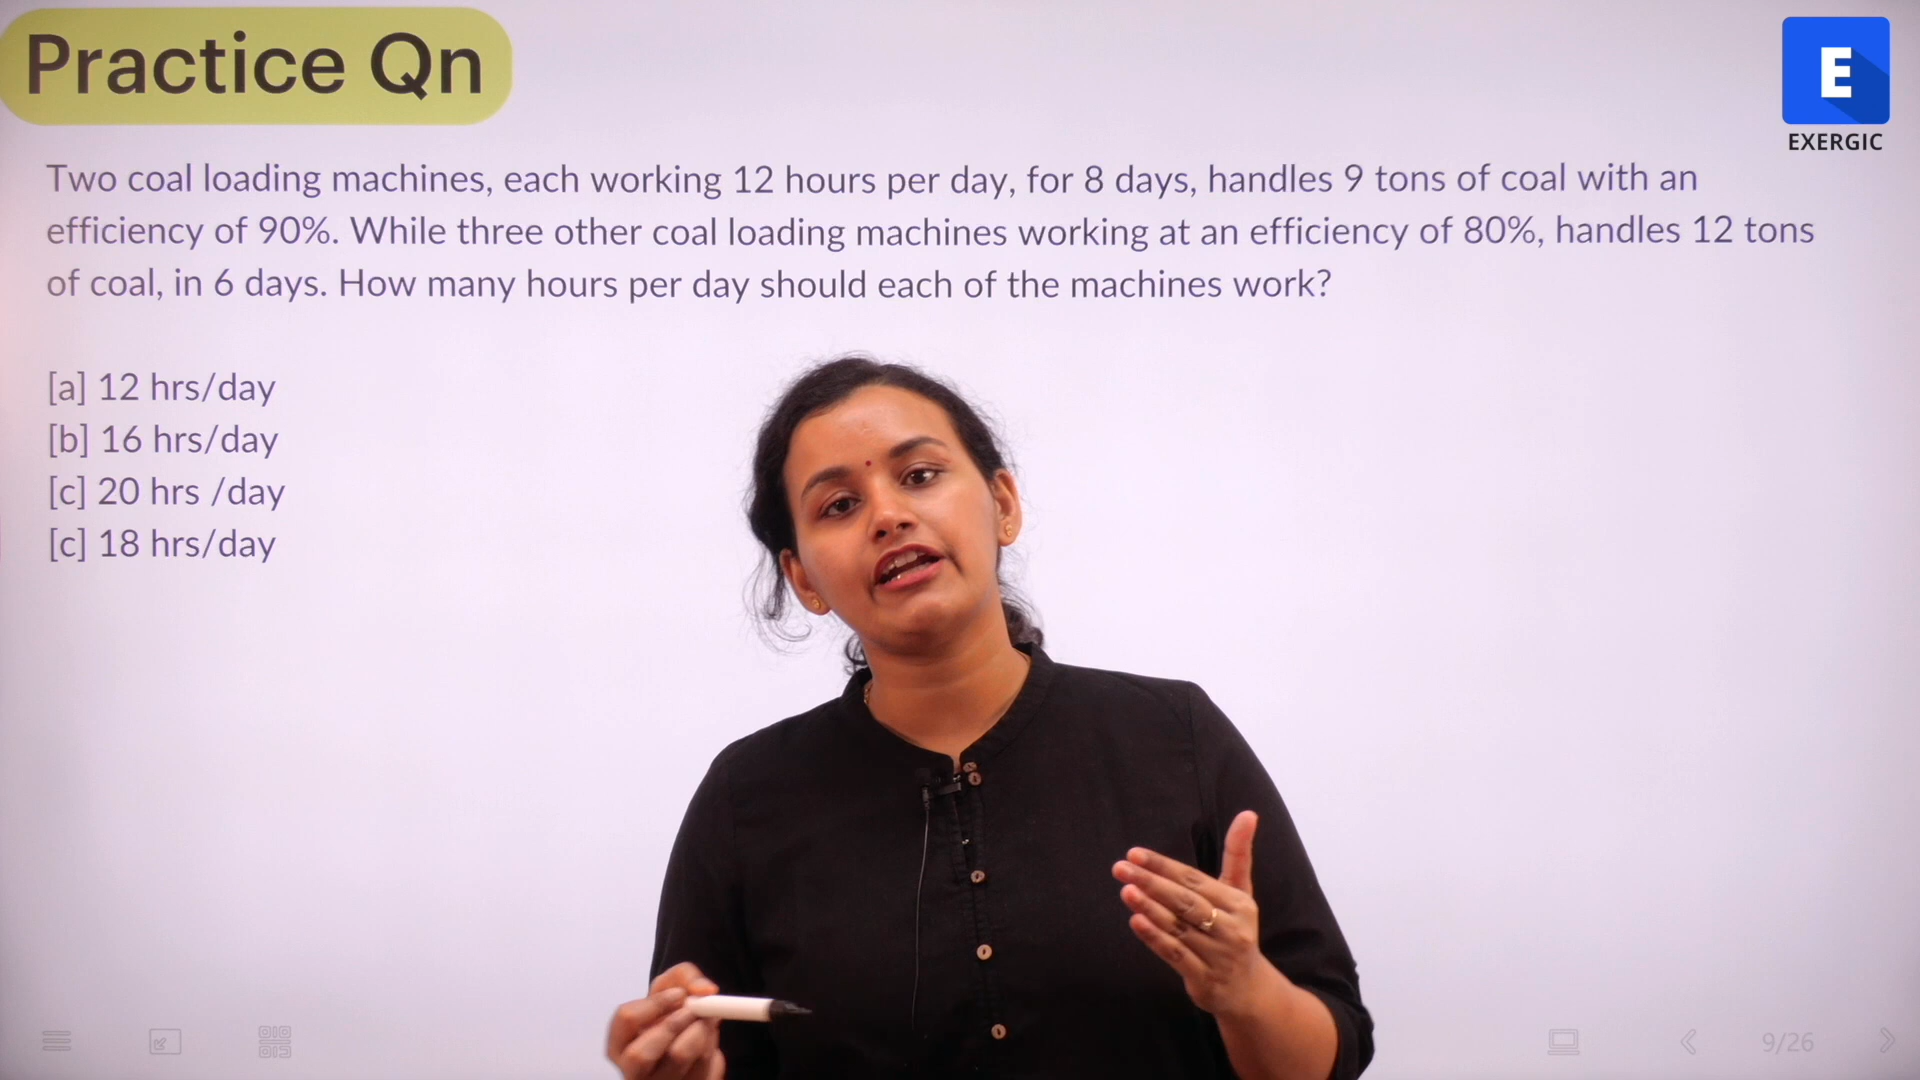 Practice Qn
E
EXERGIC
Two coal loading machines, each working 12 hours per day, for 8 days, handles 9 tons of coal with an
efficiency of 90%. While three other coal loading machines working at an efficiency of 80%, handles 12 tons
of coal, in 6 days. How many hours per day should each of the machines work?
[a] 12 hrs/day
[b] 16 hrs/day
[c] 20 hrs /day
[c] 18 hrs/day
9/26